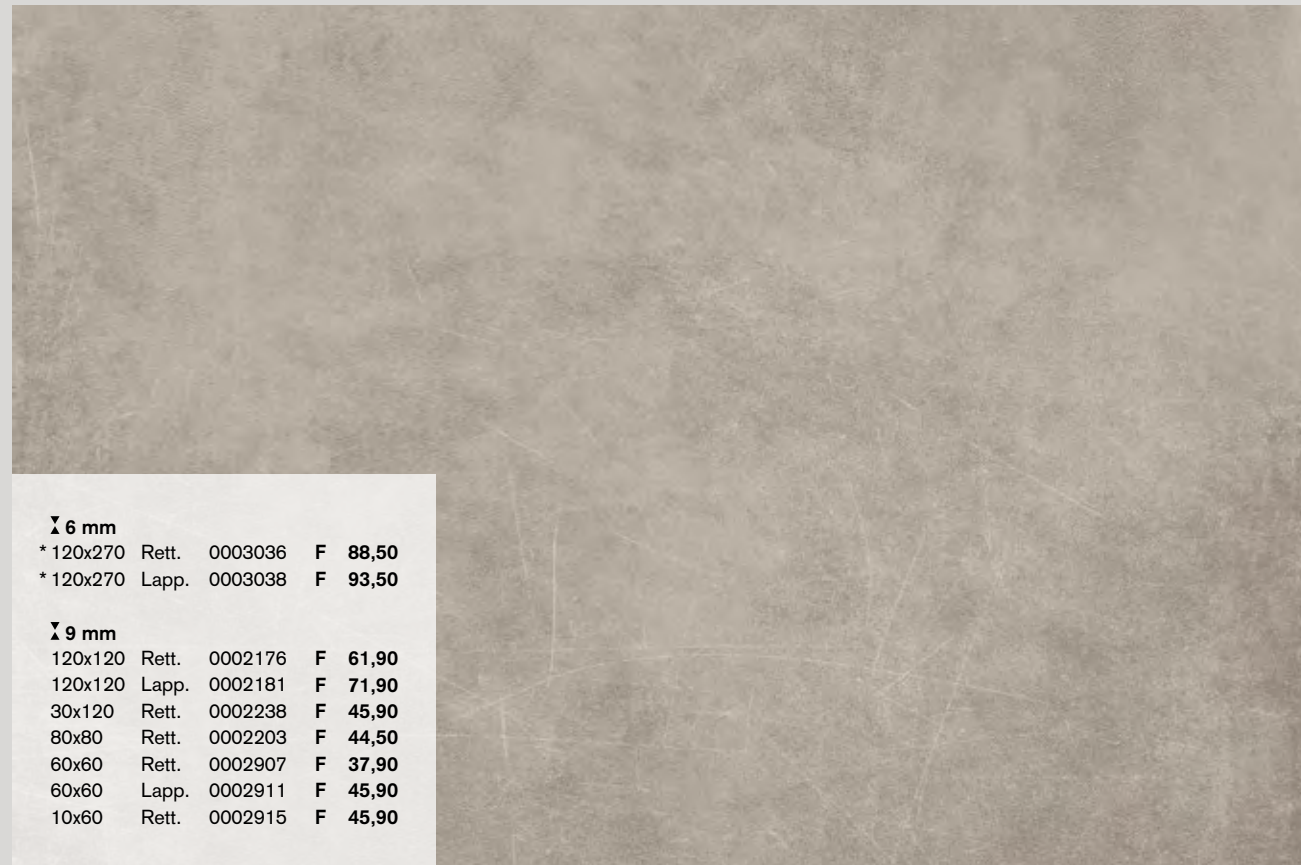 6 mm
* 120x270 Rett. 0003036 F 88,50
* 120x270 Lapp. 0003038 F 93,50
9 mm
120x120 Rett. 0002176 F 61,90
120x120 Lapp. 0002181 F 71,90
30x120 Rett. 0002238 F 45,90
80x80 Rett. 0002203 F 44,50
60x60 Rett. 0002907 F 37,90
60x60 Lapp. 0002911 F 45,90
10x60 Rett. 0002915 F 45,90